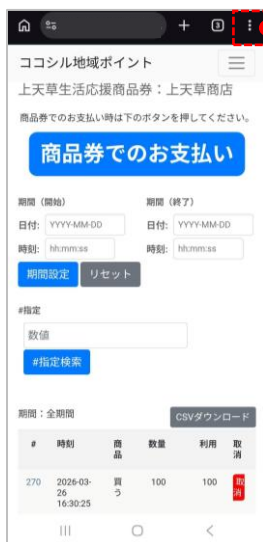 3
ココシル地域ポイント
上天草生活応援商品券：上天草商店
商品券でのお支払い時は下のボタンを押してください。
商品券でのお支払い
期間（開始） 期間（終了）
日付: YYYY-MM-DD 日付: YYYY-MM-DD
時刻: hh:mm:ss 時刻: hh:mm:ss
期間設定 リセット
#指定
数値
#指定検索
期間：全期間 CSVダウンロード
# 時刻 商品 数量 利用 取消
270 2026-03-26 16:30:25 買う 100 100 取消